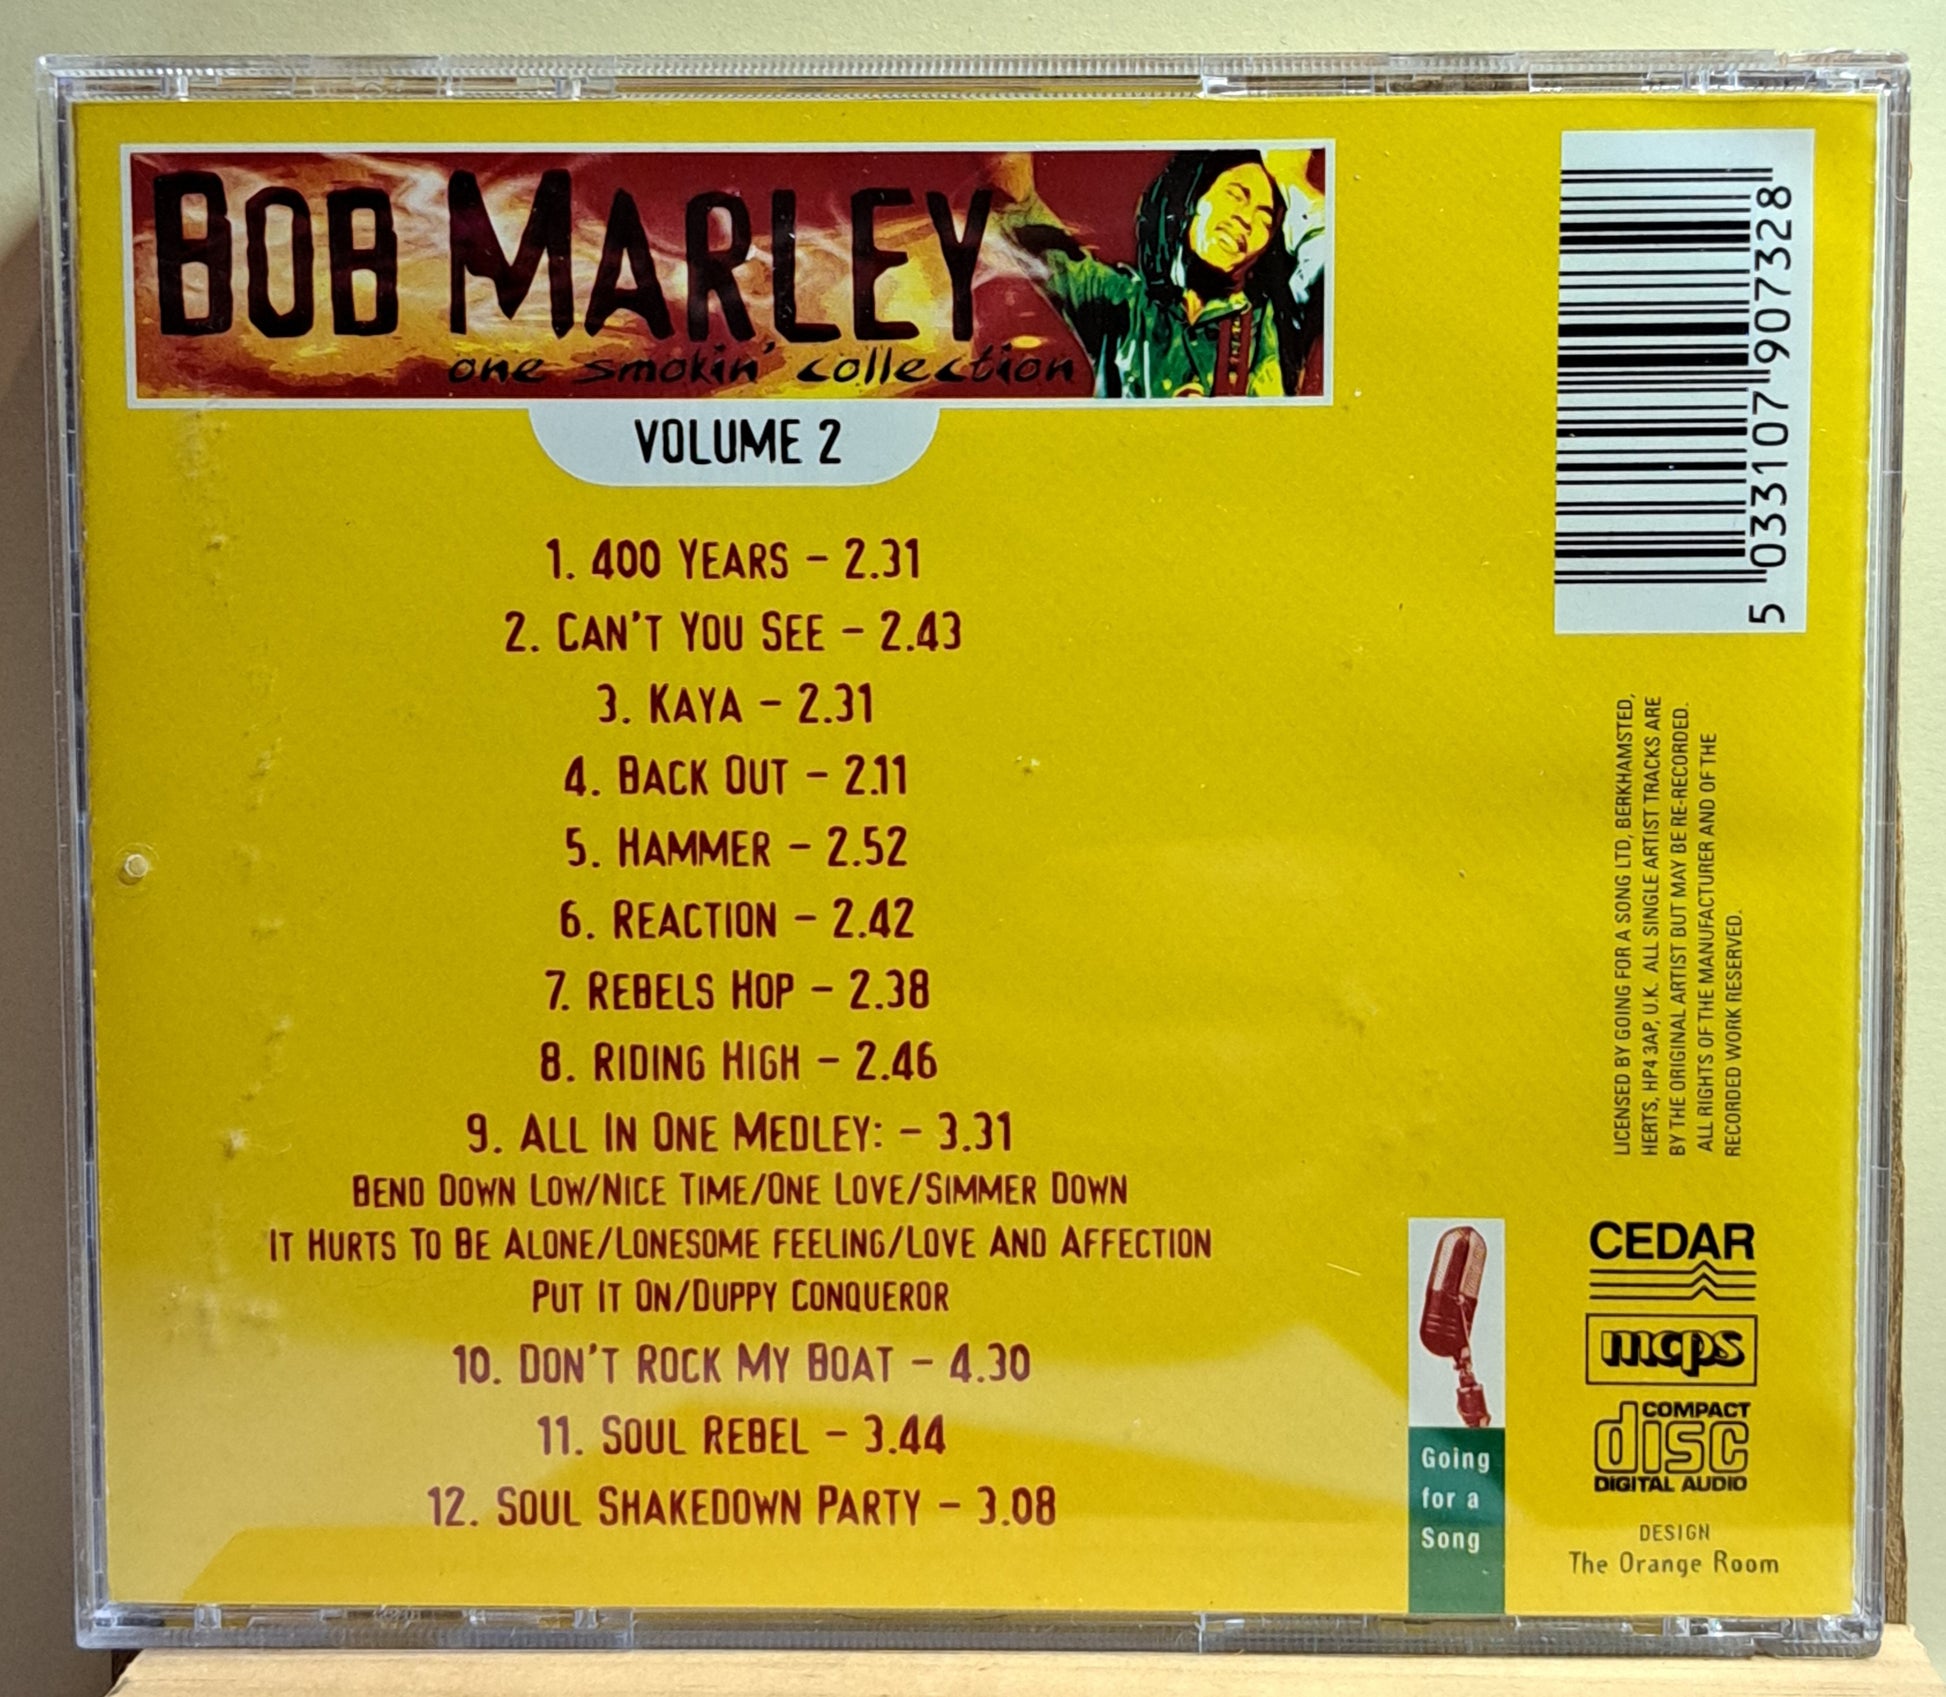 BOB MARLEY
one smokin' collection
VOLUME 2
1. 400 YEARS – 2.31
2. CAN'T YOU SEE – 2.43
3. KAYA – 2.31
4. BACK OUT – 2.11
5. HAMMER – 2.52
6. REACTION – 2.42
7. REBELS HOP – 2.38
8. RIDING HIGH – 2.46
9. ALL IN ONE MEDLEY: – 3.31
BEND DOWN LOW/NICE TIME/ONE LOVE/SIMMER DOWN
IT HURTS TO BE ALONE/LONESOME FEELING/LOVE AND AFFECTION
PUT IT ON/DUPPY CONQUEROR
10. DON'T ROCK MY BOAT – 4.30
11. SOUL REBEL – 3.44
12. SOUL SHAKEDOWN PARTY – 3.08
5 033107 907328
LICENSED BY GOING FOR A SONG LTD, BERKHAMSTED,
HERTS, HP4 3AP, U.K. ALL SINGLE ARTIST TRACKS ARE
BY THE ORIGINAL ARTIST BUT MAY BE RE-RECORDED.
ALL RIGHTS OF THE MANUFACTURER AND OF THE
RECORDED WORK RESERVED.
CEDAR
mcps
COMPACT
disc
DIGITAL AUDIO
Going
for a
Song
DESIGN
The Orange Room